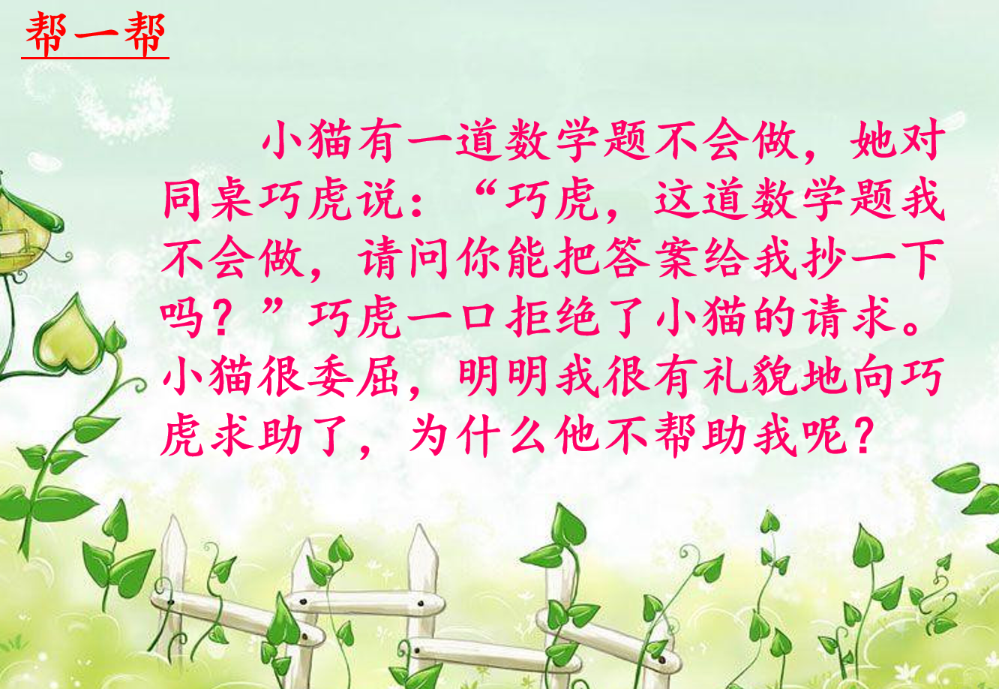 帮一帮
小猫有一道数学题不会做，她对
同桌巧虎说：“巧虎，这道数学题我
不会做，请问你能把答案给我抄一下
吗？”巧虎一口拒绝了小猫的请求。
小猫很委屈，明明我很有礼貌地向巧
虎求助了，为什么他不帮助我呢？